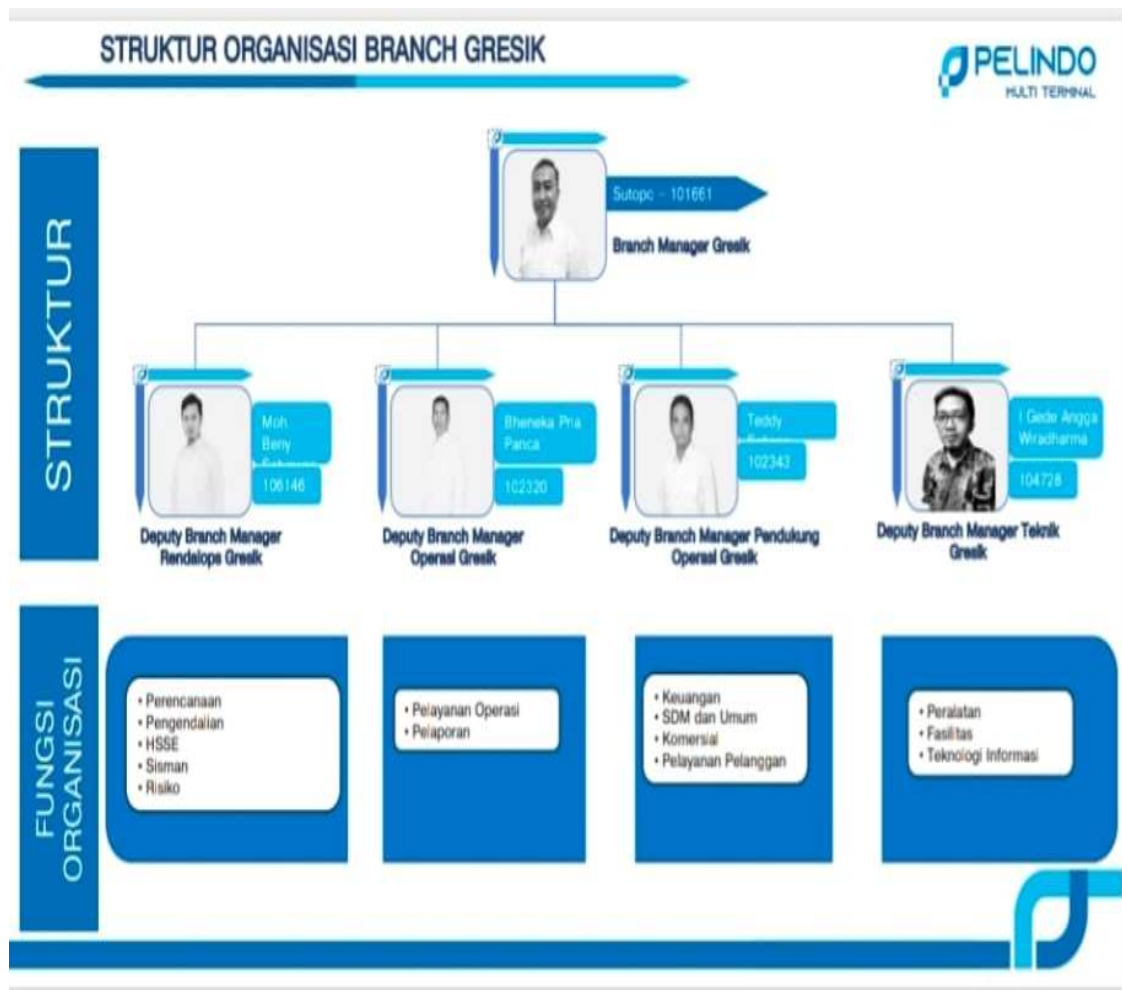 STRUKTUR ORGANISASI BRANCH GRESIK
PELINDO
MULTI TERMINAL
STRUKTUR
Sutopo - 101661
Branch Manager Gresik
Moh.
Beny
106146
Deputy Branch Manager
Rendalops Gresik
Bheneka Pria
Panca
102320
Deputy Branch Manager
Operasi Gresik
Teddy
102343
Deputy Branch Manager Pendukung
Operasi Gresik
I Gede Angga
Wiradharma
104728
Deputy Branch Manager Teknik
Gresik
FUNGSI
ORGANISASI
• Perencanaan
• Pengendalian
• HSSE
• Sisman
• Risiko
• Pelayanan Operasi
• Pelaporan
• Keuangan
• SDM dan Umum
• Komersial
• Pelayanan Pelanggan
• Peralatan
• Fasilitas
• Teknologi Informasi